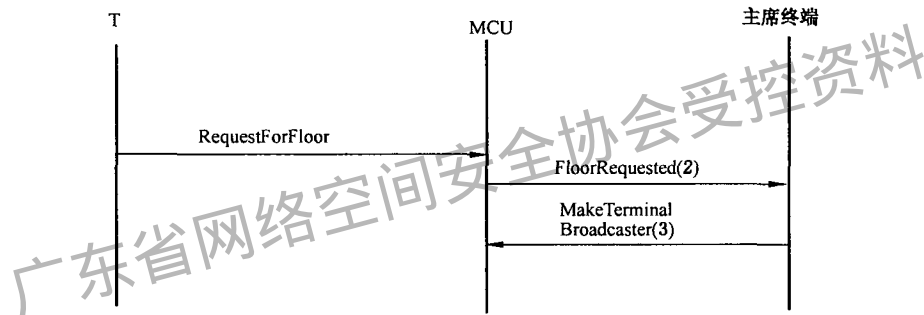 T
MCU
主席终端
RequestForFloor
FloorRequested(2)
MakeTerminal
Broadcaster(3)
广东省网络空间安全协会受控资料